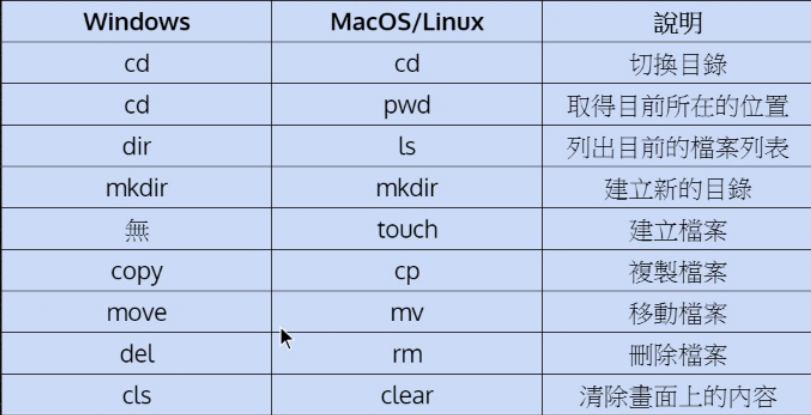 Windows MacOS/Linux 說明
cd cd 切換目錄
cd pwd 取得目前所在的位置
dir ls 列出目前的檔案列表
mkdir mkdir 建立新的目錄
無 touch 建立檔案
copy cp 複製檔案
move mv 移動檔案
del rm 刪除檔案
cls clear 清除畫面上的內容